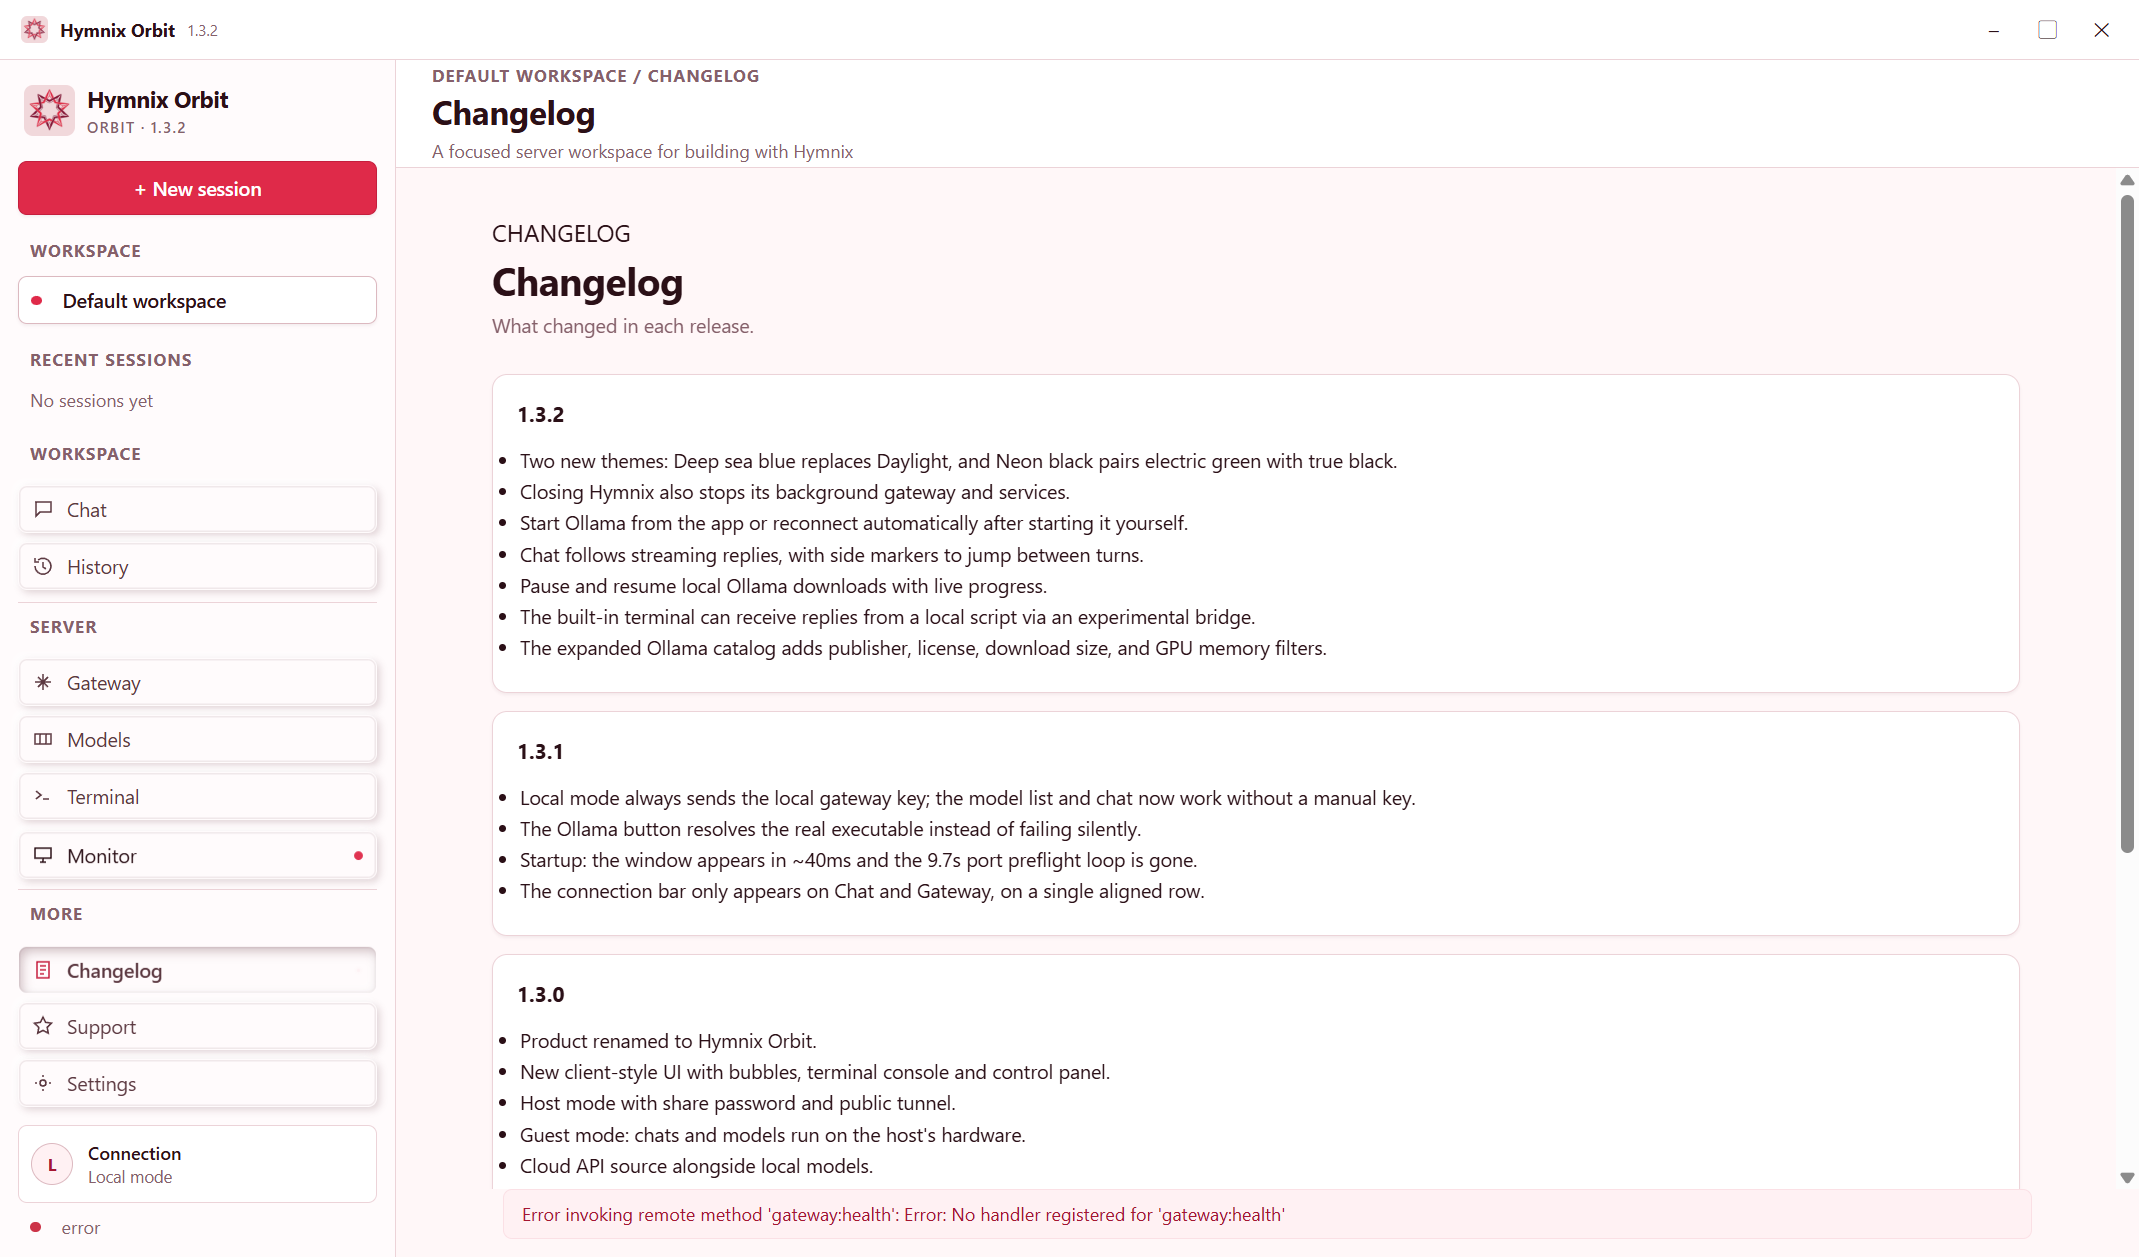 Hymnix Orbit 1.3.2
Hymnix Orbit
ORBIT · 1.3.2
+ New session
WORKSPACE
Default workspace
RECENT SESSIONS
No sessions yet
WORKSPACE
Chat
History
SERVER
Gateway
Models
Terminal
Monitor
MORE
Changelog
Support
Settings
L
Connection
Local mode
error
DEFAULT WORKSPACE / CHANGELOG
Changelog
A focused server workspace for building with Hymnix
CHANGELOG
Changelog
What changed in each release.
1.3.2
• Two new themes: Deep sea blue replaces Daylight, and Neon black pairs electric green with true black.
• Closing Hymnix also stops its background gateway and services.
• Start Ollama from the app or reconnect automatically after starting it yourself.
• Chat follows streaming replies, with side markers to jump between turns.
• Pause and resume local Ollama downloads with live progress.
• The built-in terminal can receive replies from a local script via an experimental bridge.
• The expanded Ollama catalog adds publisher, license, download size, and GPU memory filters.
1.3.1
• Local mode always sends the local gateway key; the model list and chat now work without a manual key.
• The Ollama button resolves the real executable instead of failing silently.
• Startup: the window appears in ~40ms and the 9.7s port preflight loop is gone.
• The connection bar only appears on Chat and Gateway, on a single aligned row.
1.3.0
• Product renamed to Hymnix Orbit.
• New client-style UI with bubbles, terminal console and control panel.
• Host mode with share password and public tunnel.
• Guest mode: chats and models run on the host's hardware.
• Cloud API source alongside local models.
Error invoking remote method 'gateway:health': Error: No handler registered for 'gateway:health'